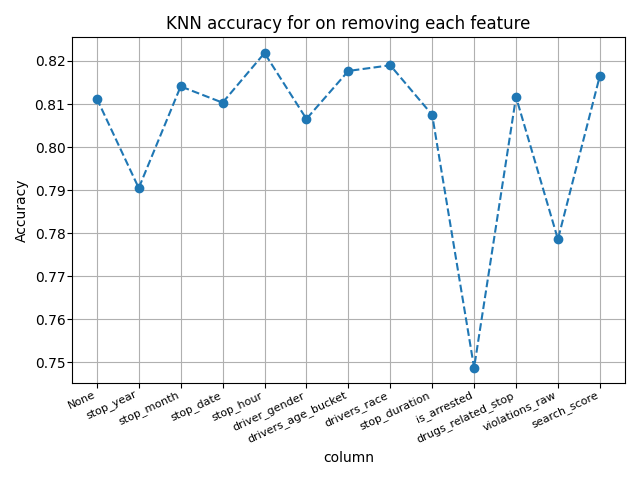 KNN accuracy for on removing each feature
Accuracy
0.82
0.81
0.80
0.79
0.78
0.77
0.76
0.75
None
stop_year
stop_month
stop_date
stop_hour
driver_gender
drivers_age_bucket
drivers_race
stop_duration
is_arrested
drugs_related_stop
violations_raw
search_score
column